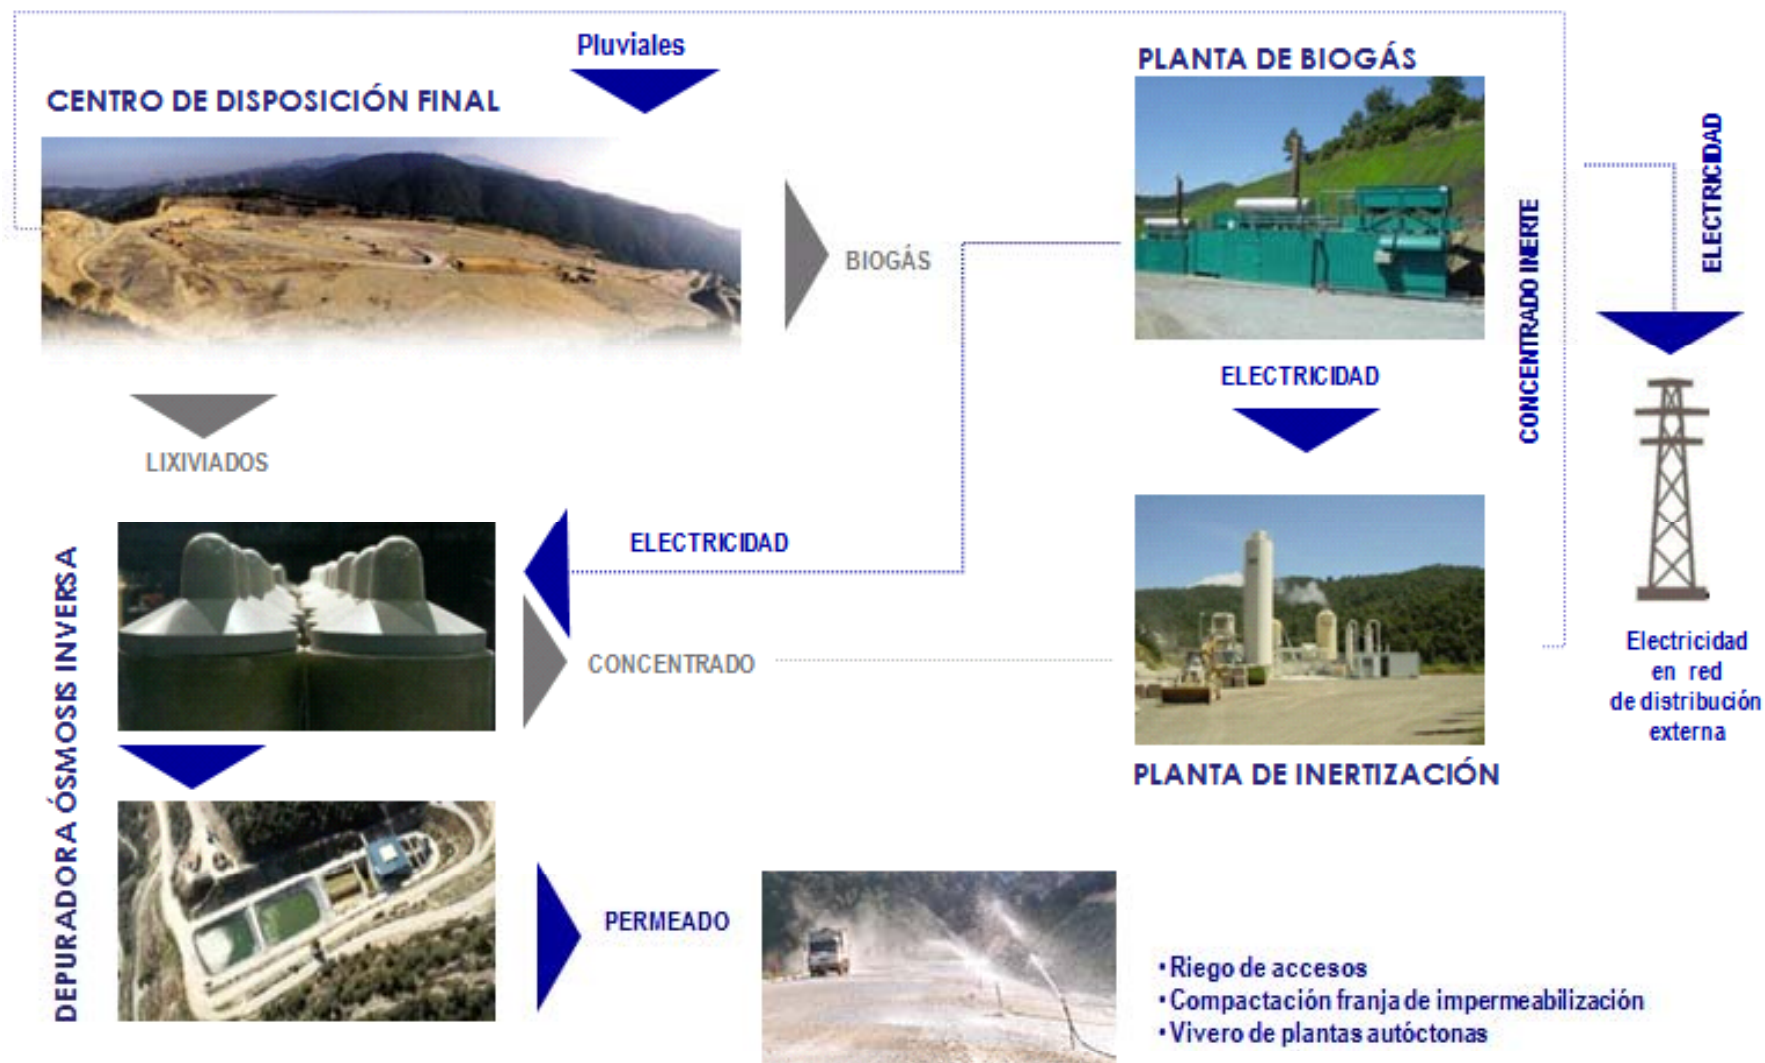 Pluviales
PLANTA DE BIOGÁS
CENTRO DE DISPOSICIÓN FINAL
ELECTRICIDAD
BIOGÁS
CONCENTRADO INERTE
ELECTRICIDAD
LIXIVIADOS
ELECTRICIDAD
DEPURADORA ÓSMOSIS INVERSA
CONCENTRADO
Electricidad
en red
de distribución
externa
PLANTA DE INERTIZACIÓN
PERMEADO
• Riego de accesos
• Compactación franja de impermeabilización
• Vivero de plantas autóctonas